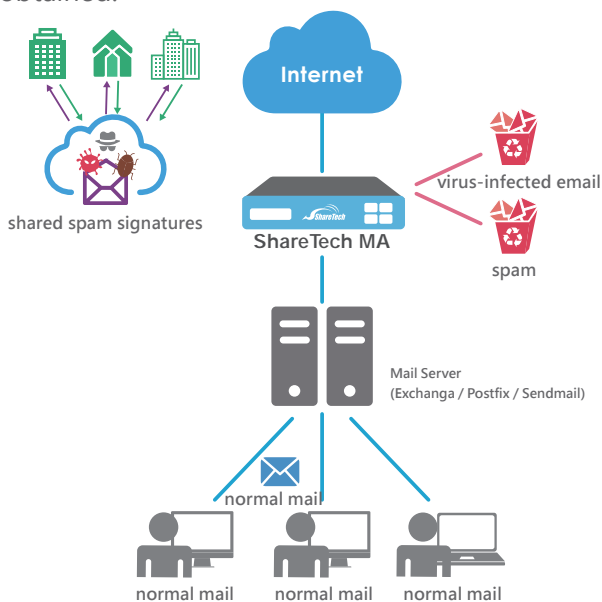 obtained.
Internet
shared spam signatures
ShareTech
ShareTech MA
virus-infected email
spam
Mail Server
(Exchanga / Postfix / Sendmail)
normal mail
normal mail
normal mail
normal mail